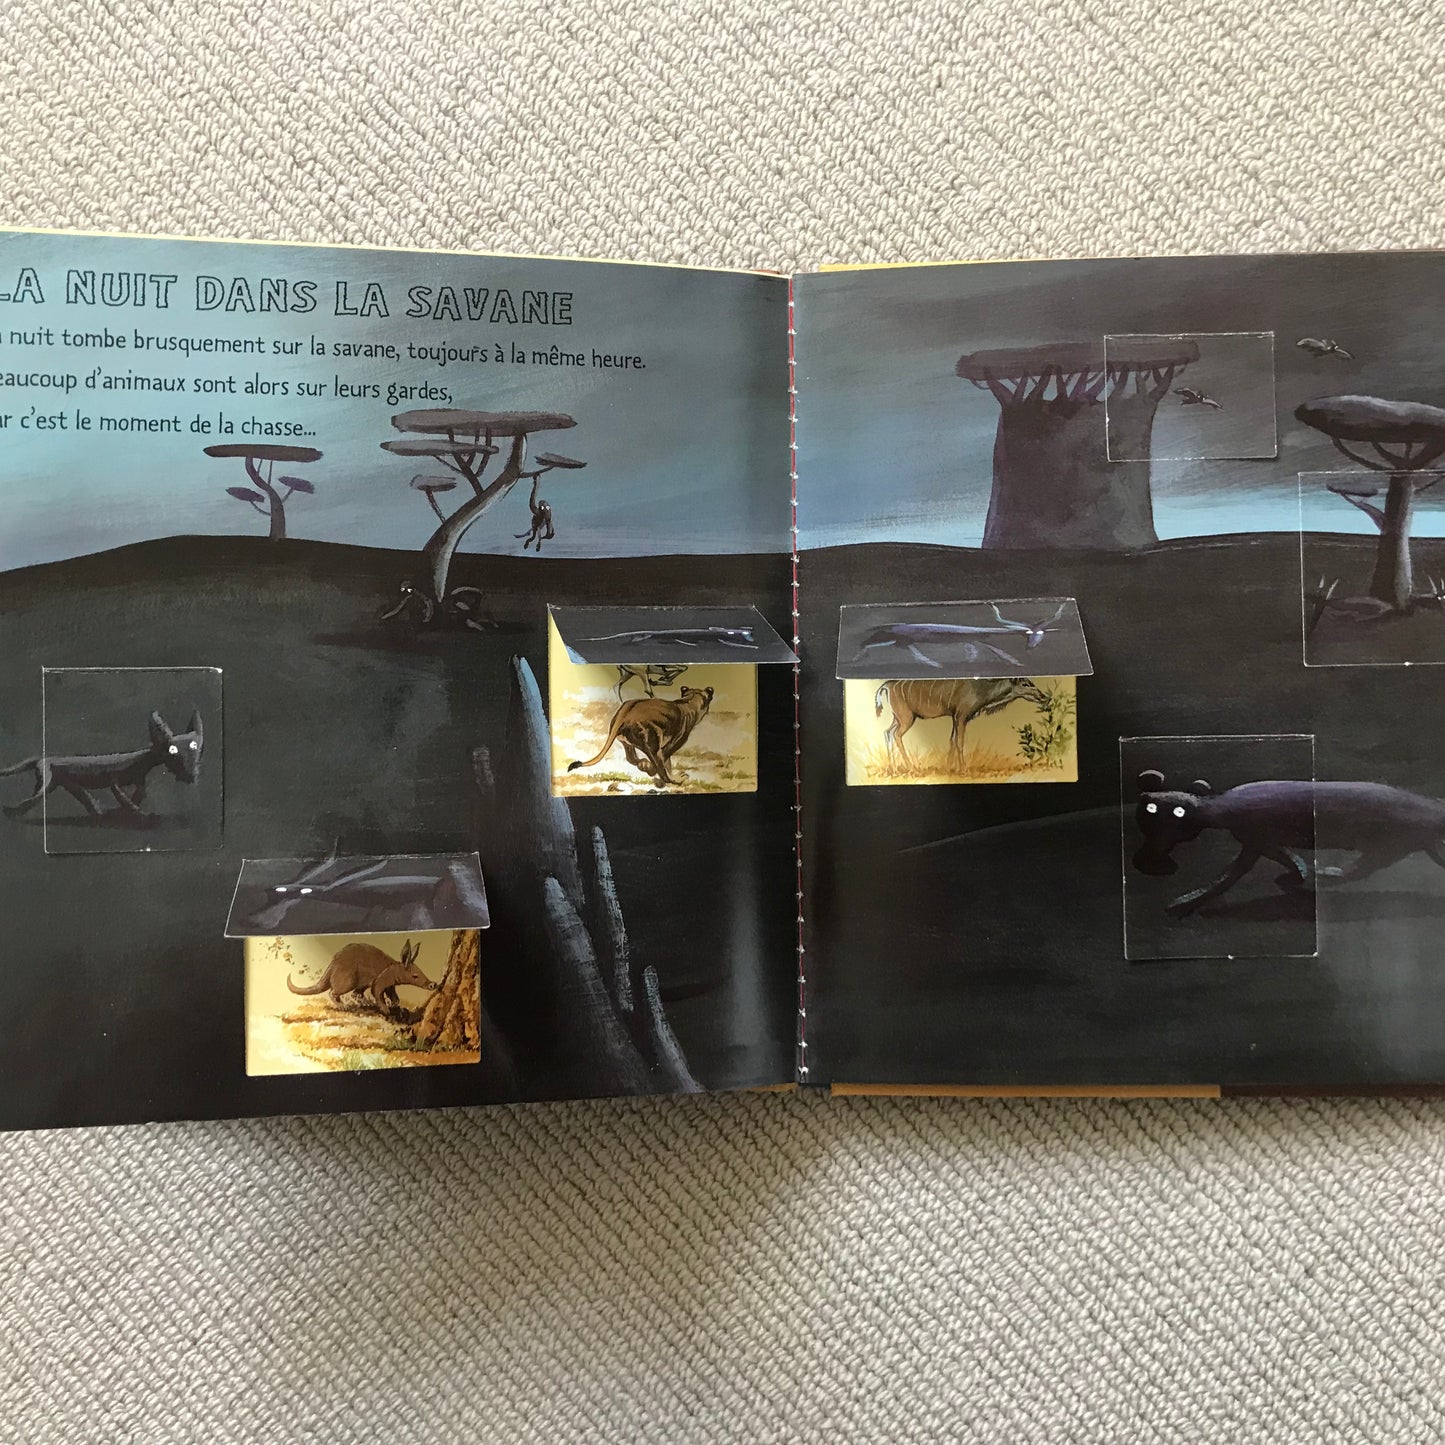 LA NUIT DANS LA SAVANE
nuit tombe brusquement sur la savane, toujours à la même heure.
eaucoup d'animaux sont alors sur leurs gardes,
ar c'est le moment de la chasse...